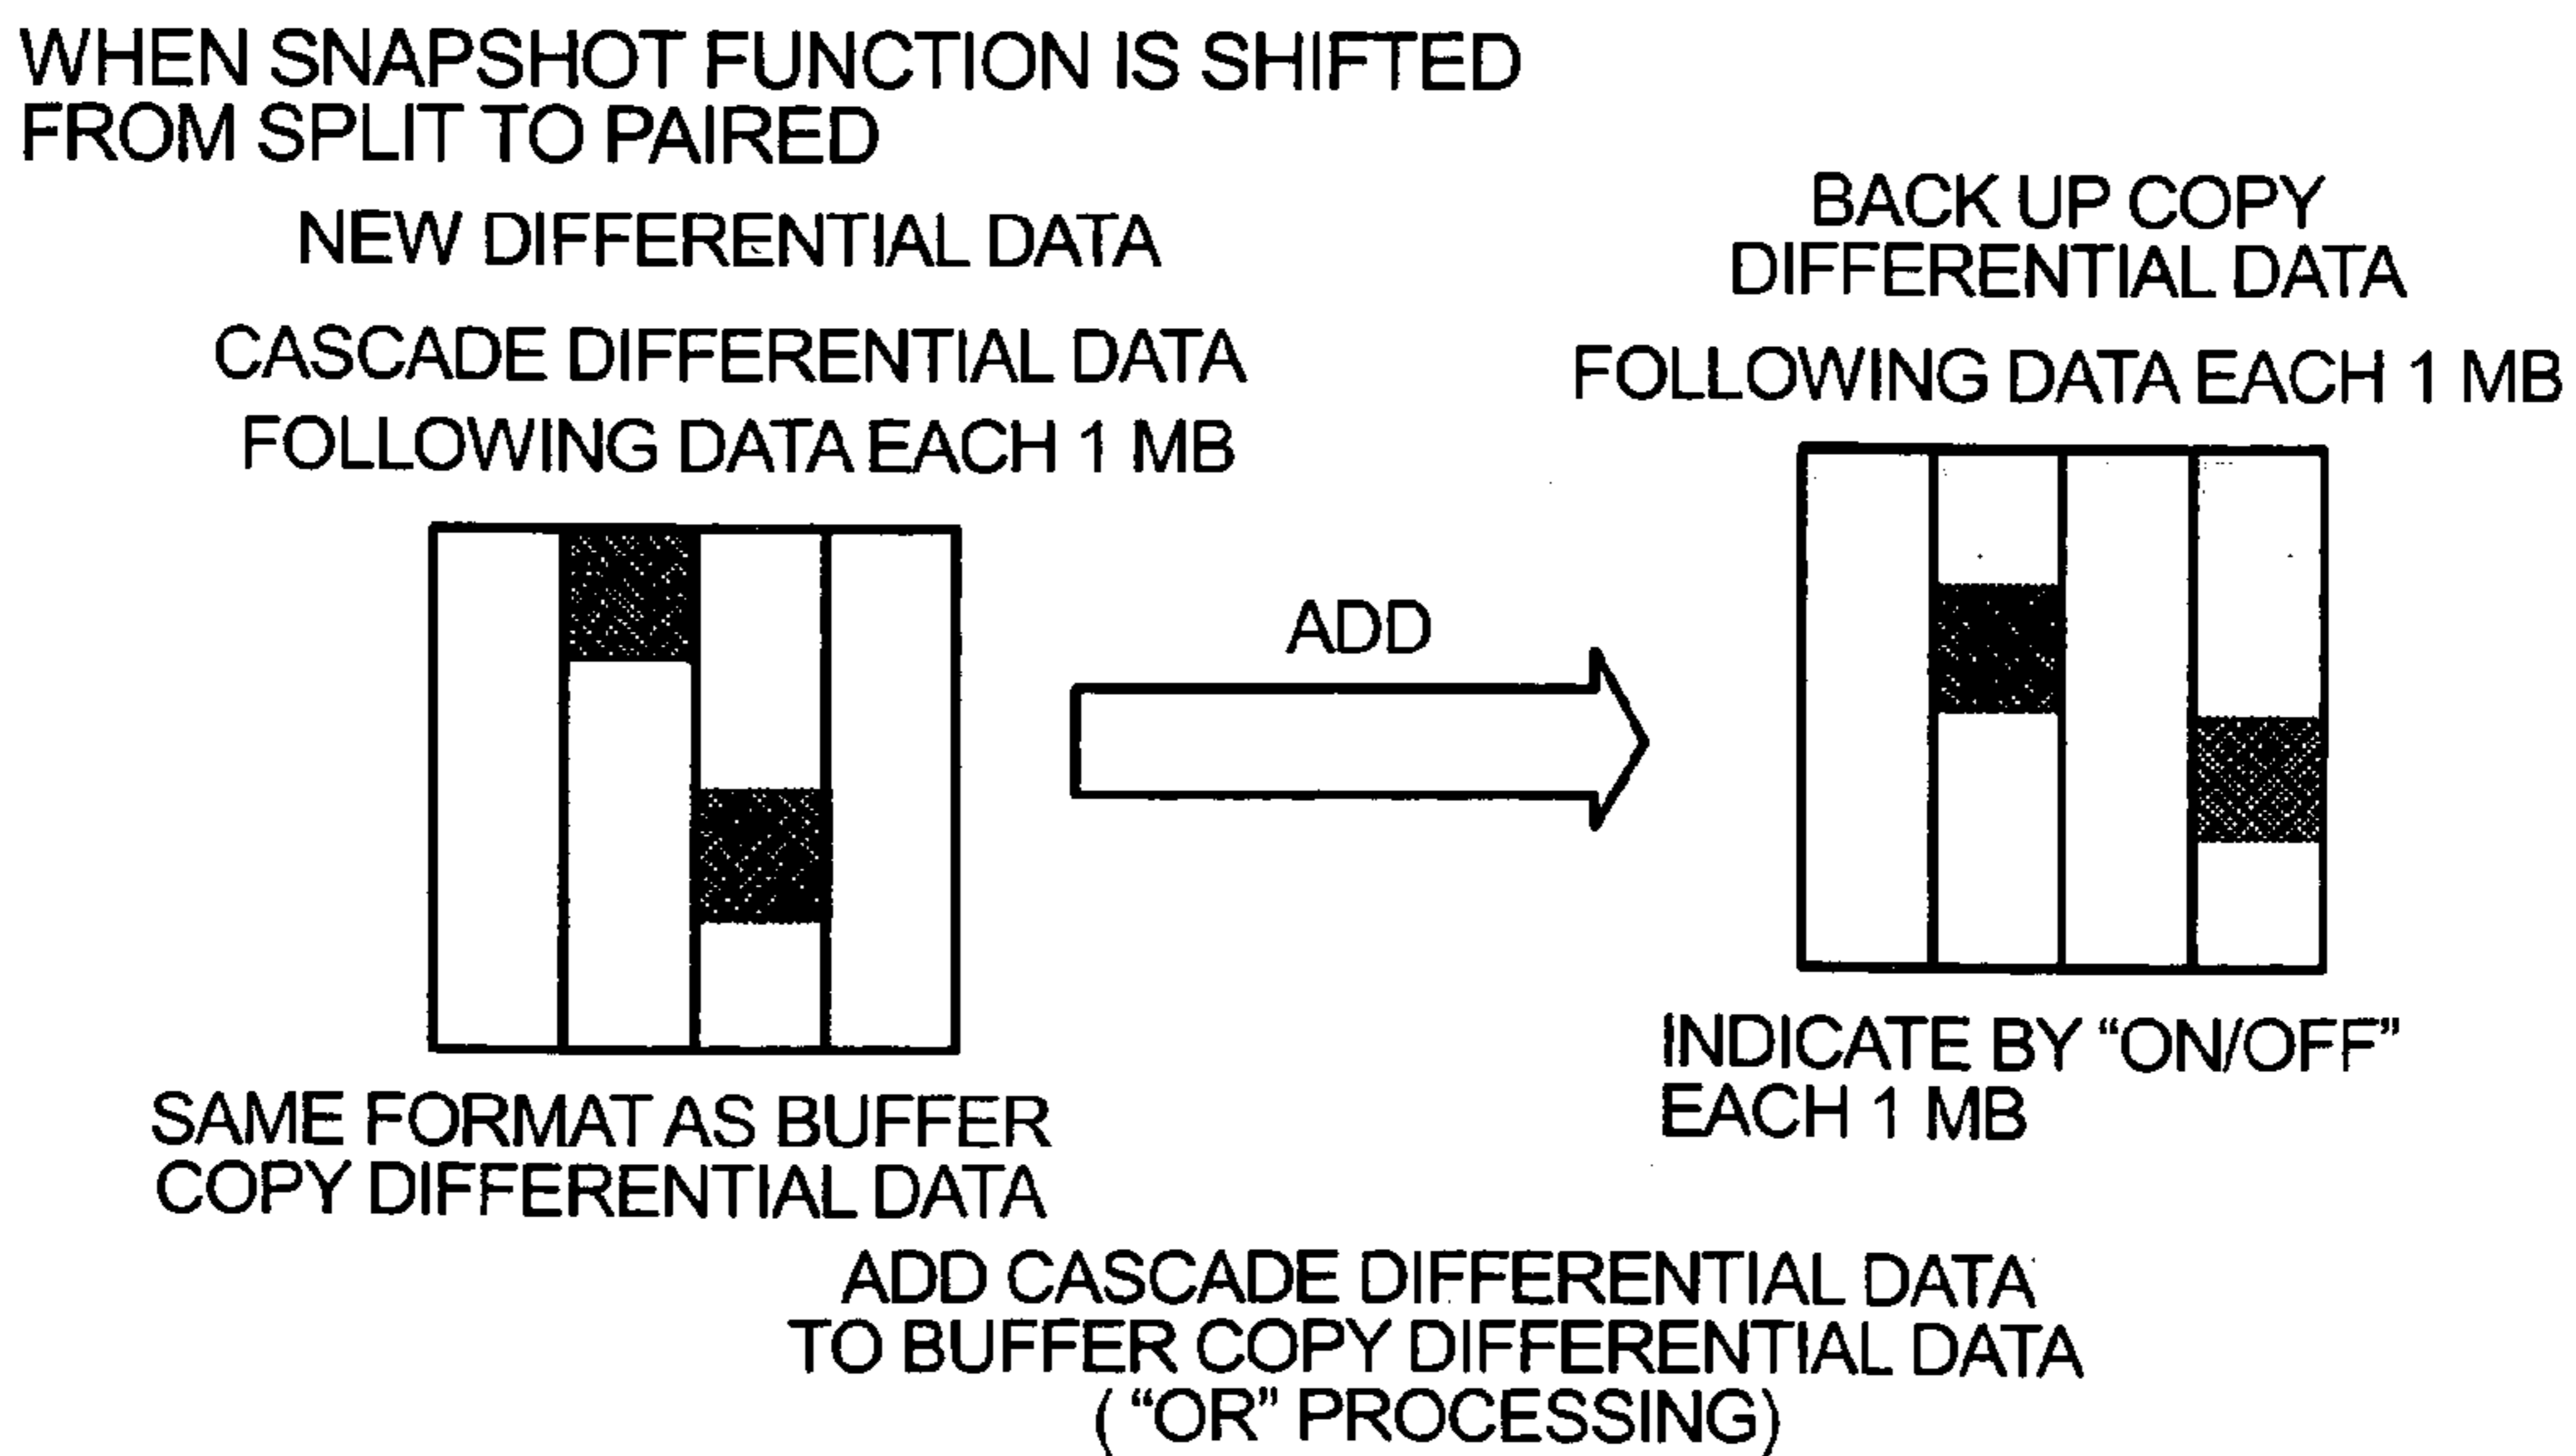 WHEN SNAPSHOT FUNCTION IS SHIFTED
FROM SPLIT TO PAIRED
NEW DIFFERENTIAL DATA
CASCADE DIFFERENTIAL DATA
FOLLOWING DATA EACH 1 MB
BACK UP COPY
DIFFERENTIAL DATA
FOLLOWING DATA EACH 1 MB
ADD
SAME FORMAT AS BUFFER
COPY DIFFERENTIAL DATA
INDICATE BY “ON/OFF”
EACH 1 MB
ADD CASCADE DIFFERENTIAL DATA
TO BUFFER COPY DIFFERENTIAL DATA
( “OR” PROCESSING)